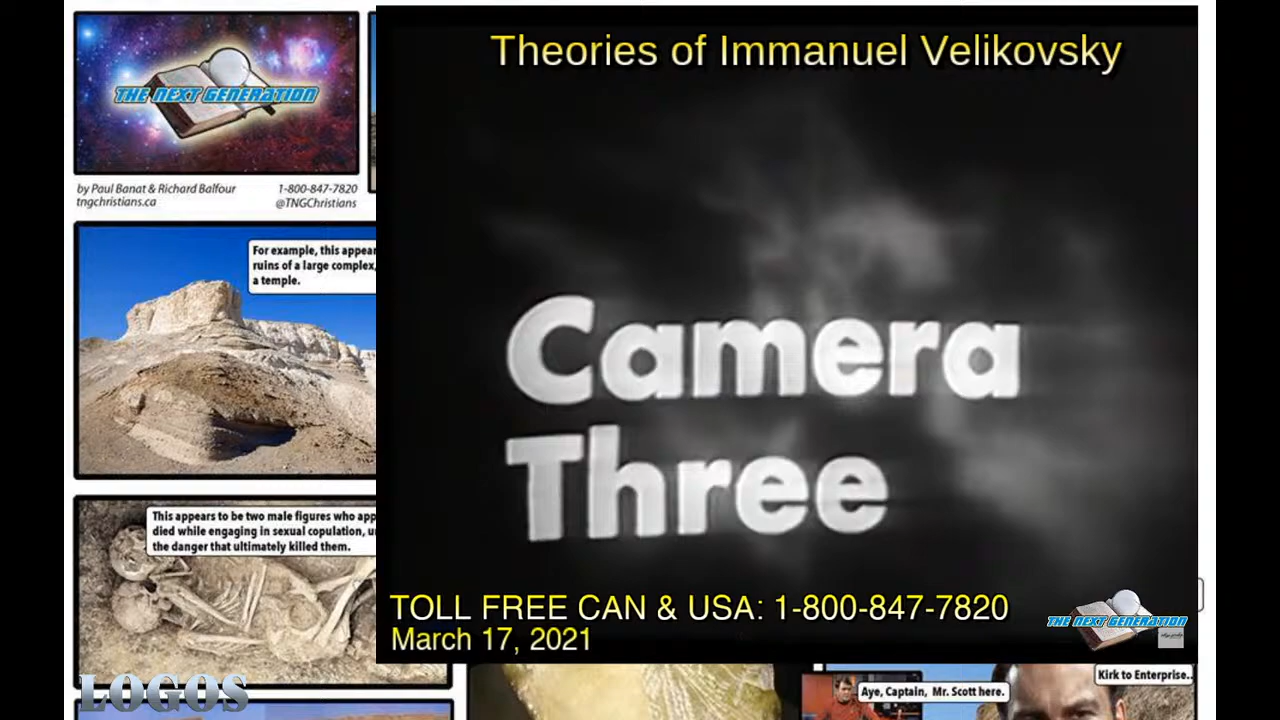 THE NEXT GENERATION
by Paul Banat & Richard Balfour
1-800-847-7820
tngchristians.ca
@TNGChristians
For example, this appear
ruins of a large complex,
a temple.
This appears to be two male figures who app
died while engaging in sexual copulation, u
the danger that ultimately killed them.
LOGOS
Theories of Immanuel Velikovsky
Camera
Three
TOLL FREE CAN & USA: 1-800-847-7820
March 17, 2021
THE NEXT GENERATION
Aye, Captain, Mr. Scott here.
Kirk to Enterprise..